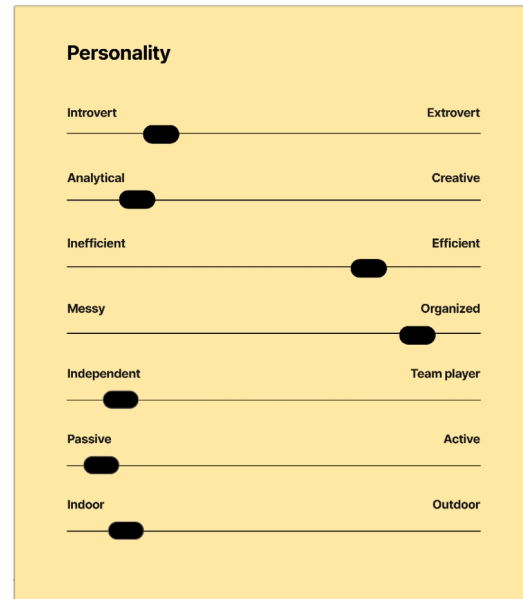 Personality
Introvert Extrovert
Analytical Creative
Inefficient Efficient
Messy Organized
Independent Team player
Passive Active
Indoor Outdoor